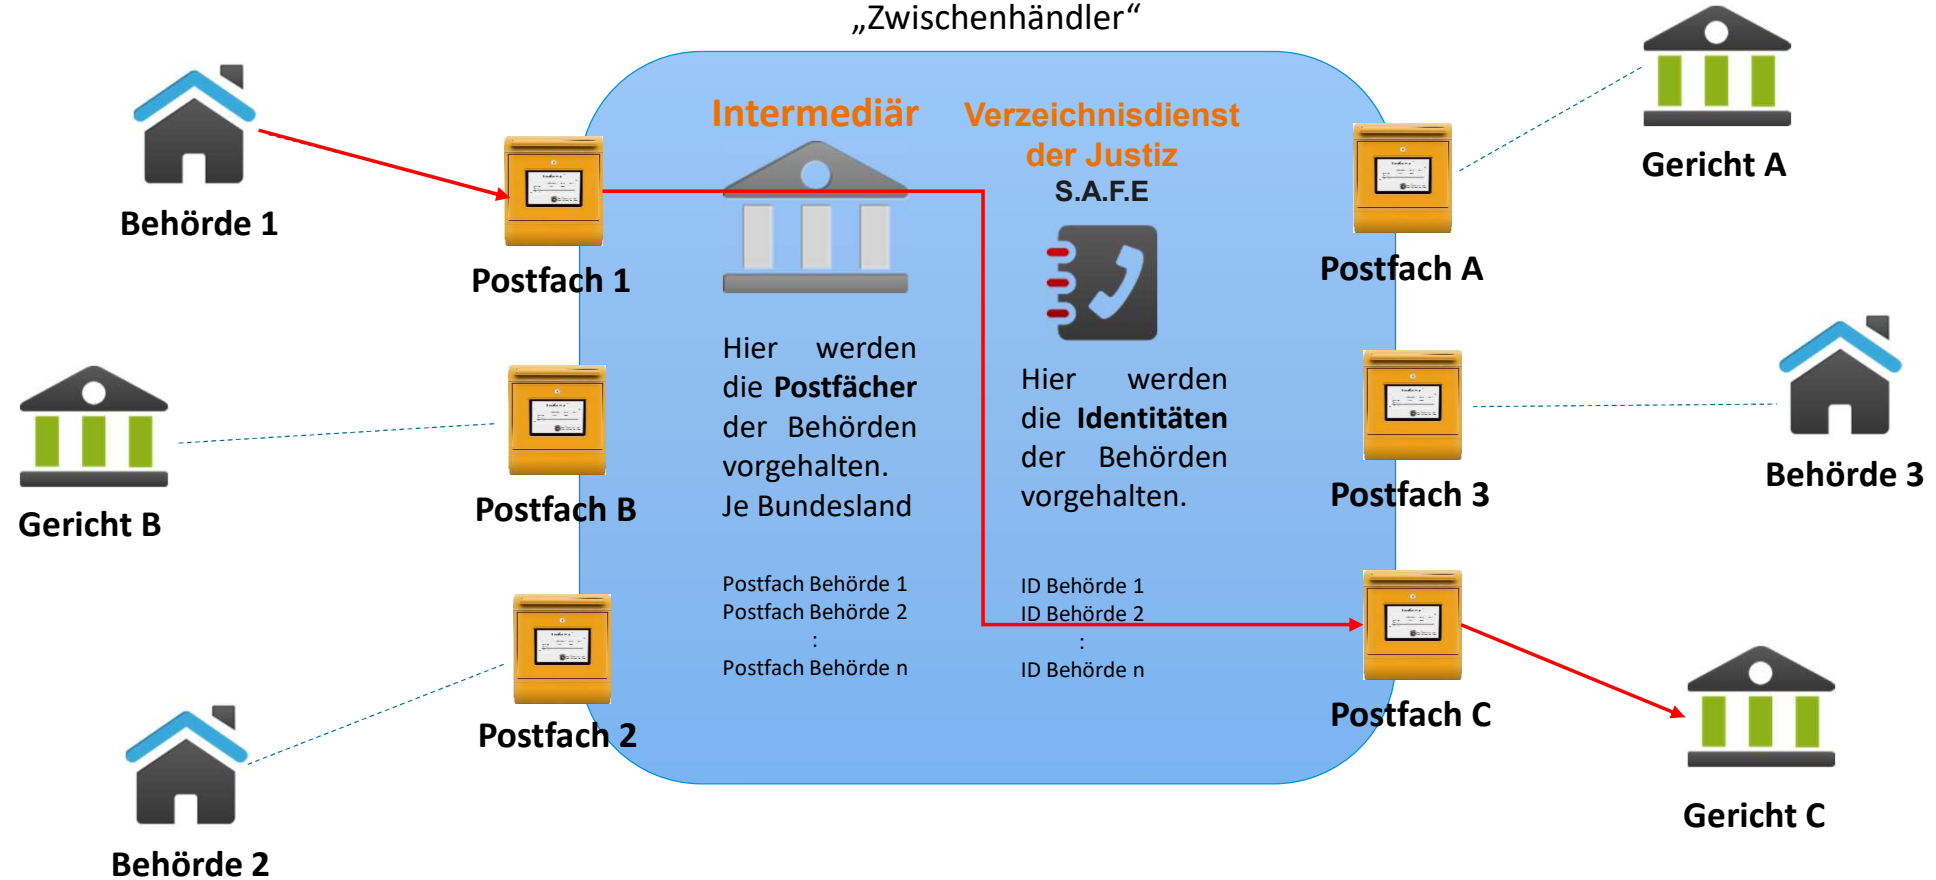 „Zwischenhändler“
Behörde 1
Postfach 1
Gericht B
Postfach B
Behörde 2
Postfach 2
Intermediär
Hier werden
die Postfächer
der Behörden
vorgehalten.
Je Bundesland
Postfach Behörde 1
Postfach Behörde 2
:
Postfach Behörde n
Verzeichnisdienst
der Justiz
S.A.F.E
Hier werden
die Identitäten
der Behörden
vorgehalten.
ID Behörde 1
ID Behörde 2
:
ID Behörde n
Gericht A
Postfach A
Behörde 3
Postfach 3
Postfach C
Gericht C